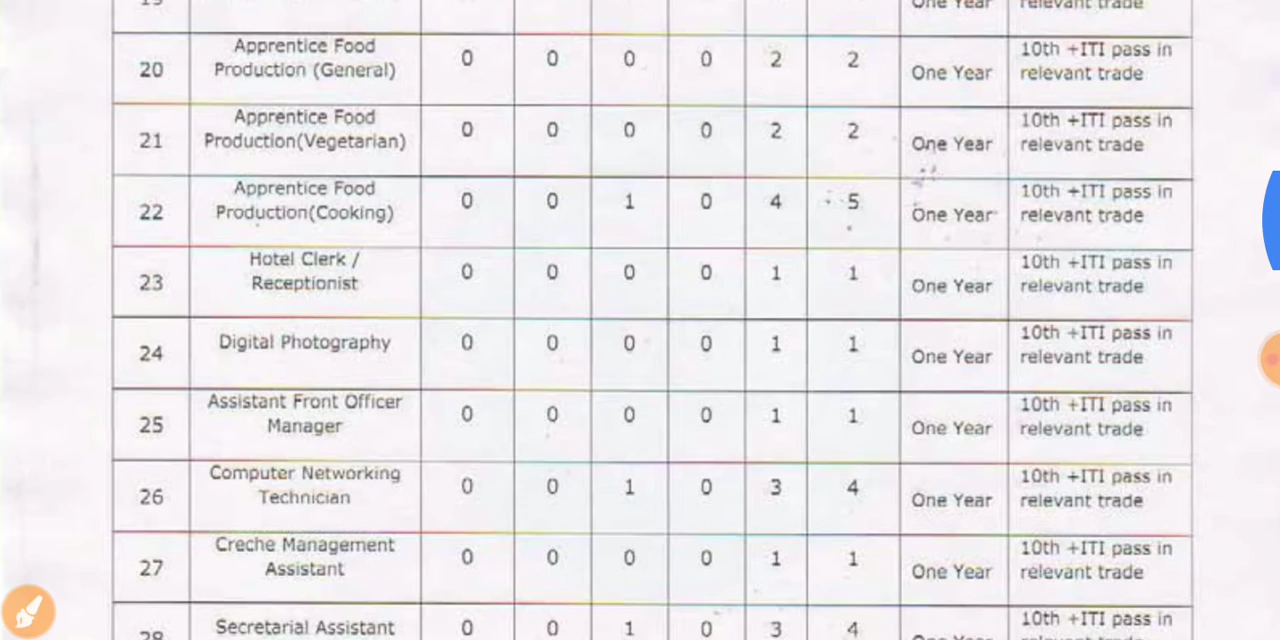 19 One Year relevant trade
Apprentice Food 10th +ITI pass in
20 Production (General) 0 0 0 0 2 2 One Year relevant trade
Apprentice Food 10th +ITI pass in
21 Production(Vegetarian) 0 0 0 0 2 2 One Year relevant trade
Apprentice Food 10th +ITI pass in
22 Production(Cooking) 0 0 1 0 4 5 One Year relevant trade
Hotel Clerk / 10th +ITI pass in
23 Receptionist 0 0 0 0 1 1 One Year relevant trade
10th +ITI pass in
24 Digital Photography 0 0 0 0 1 1 One Year relevant trade
Assistant Front Officer 10th +ITI pass in
25 Manager 0 0 0 0 1 1 One Year relevant trade
Computer Networking 10th +ITI pass in
26 Technician 0 0 1 0 3 4 One Year relevant trade
Creche Management 10th +ITI pass in
27 Assistant 0 0 0 0 1 1 One Year relevant trade
28 Secretarial Assistant 0 0 1 0 3 4 One Year 10th +ITI pass in